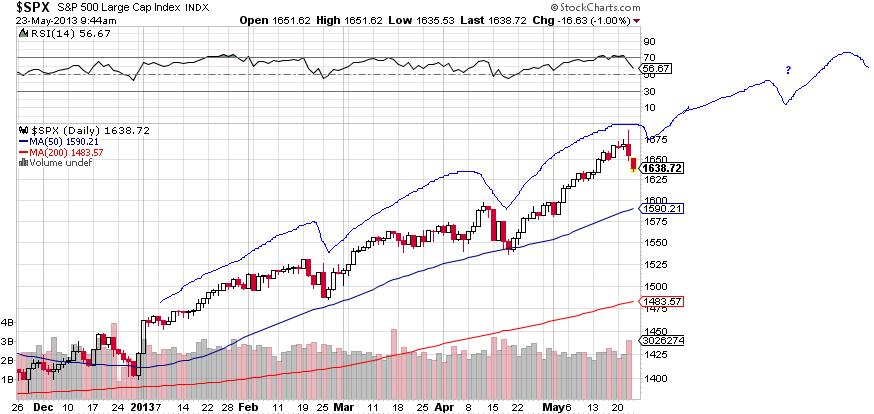 $SPX S&P 500 Large Cap Index INDX © StockCharts.com
23-May-2013 9:44am Open 1651.62 High 1651.62 Low 1635.53 Last 1638.72 Chg -16.63 (-1.00%)
RSI(14) 56.67
90
70
56.67
50
30
10
?
$SPX (Daily) 1638.72
MA(50) 1590.21
MA(200) 1483.57
Volume undef
1675
1650
1638.72
1625
1600
1590.21
1575
1550
1525
1500
1483.57
1475
1450
1425
1400
3026274
4B
3B
2B
1B
26 Dec 10 17 24 2013 7 14 22 28 Feb 11 19 25 Mar 11 18 25 Apr 8 15 22 May 6 13 20